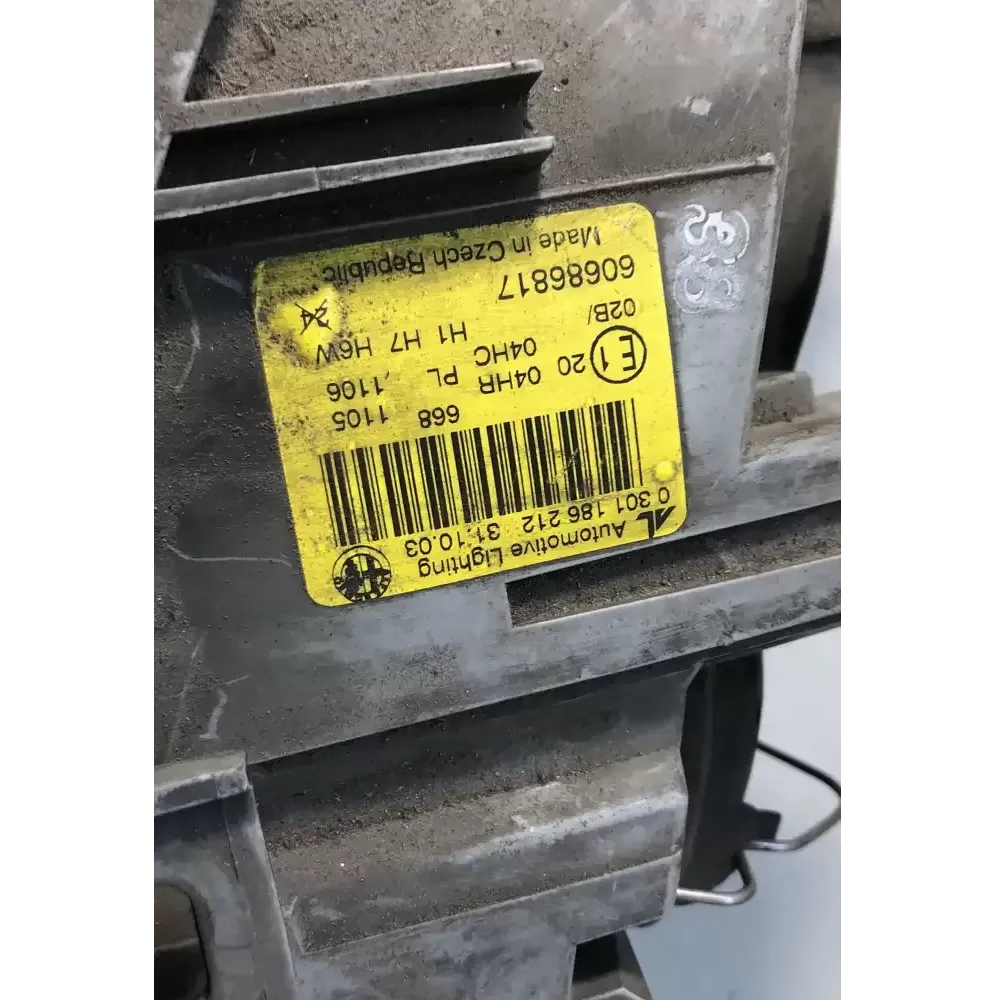 AL Automotive Lighting
0 301 186 212 31.10.03
668 1105
E1 20 04HR PL ,1106
04HC
02B/ H1 H7 H6W
60686817
24
Made in Czech Republic